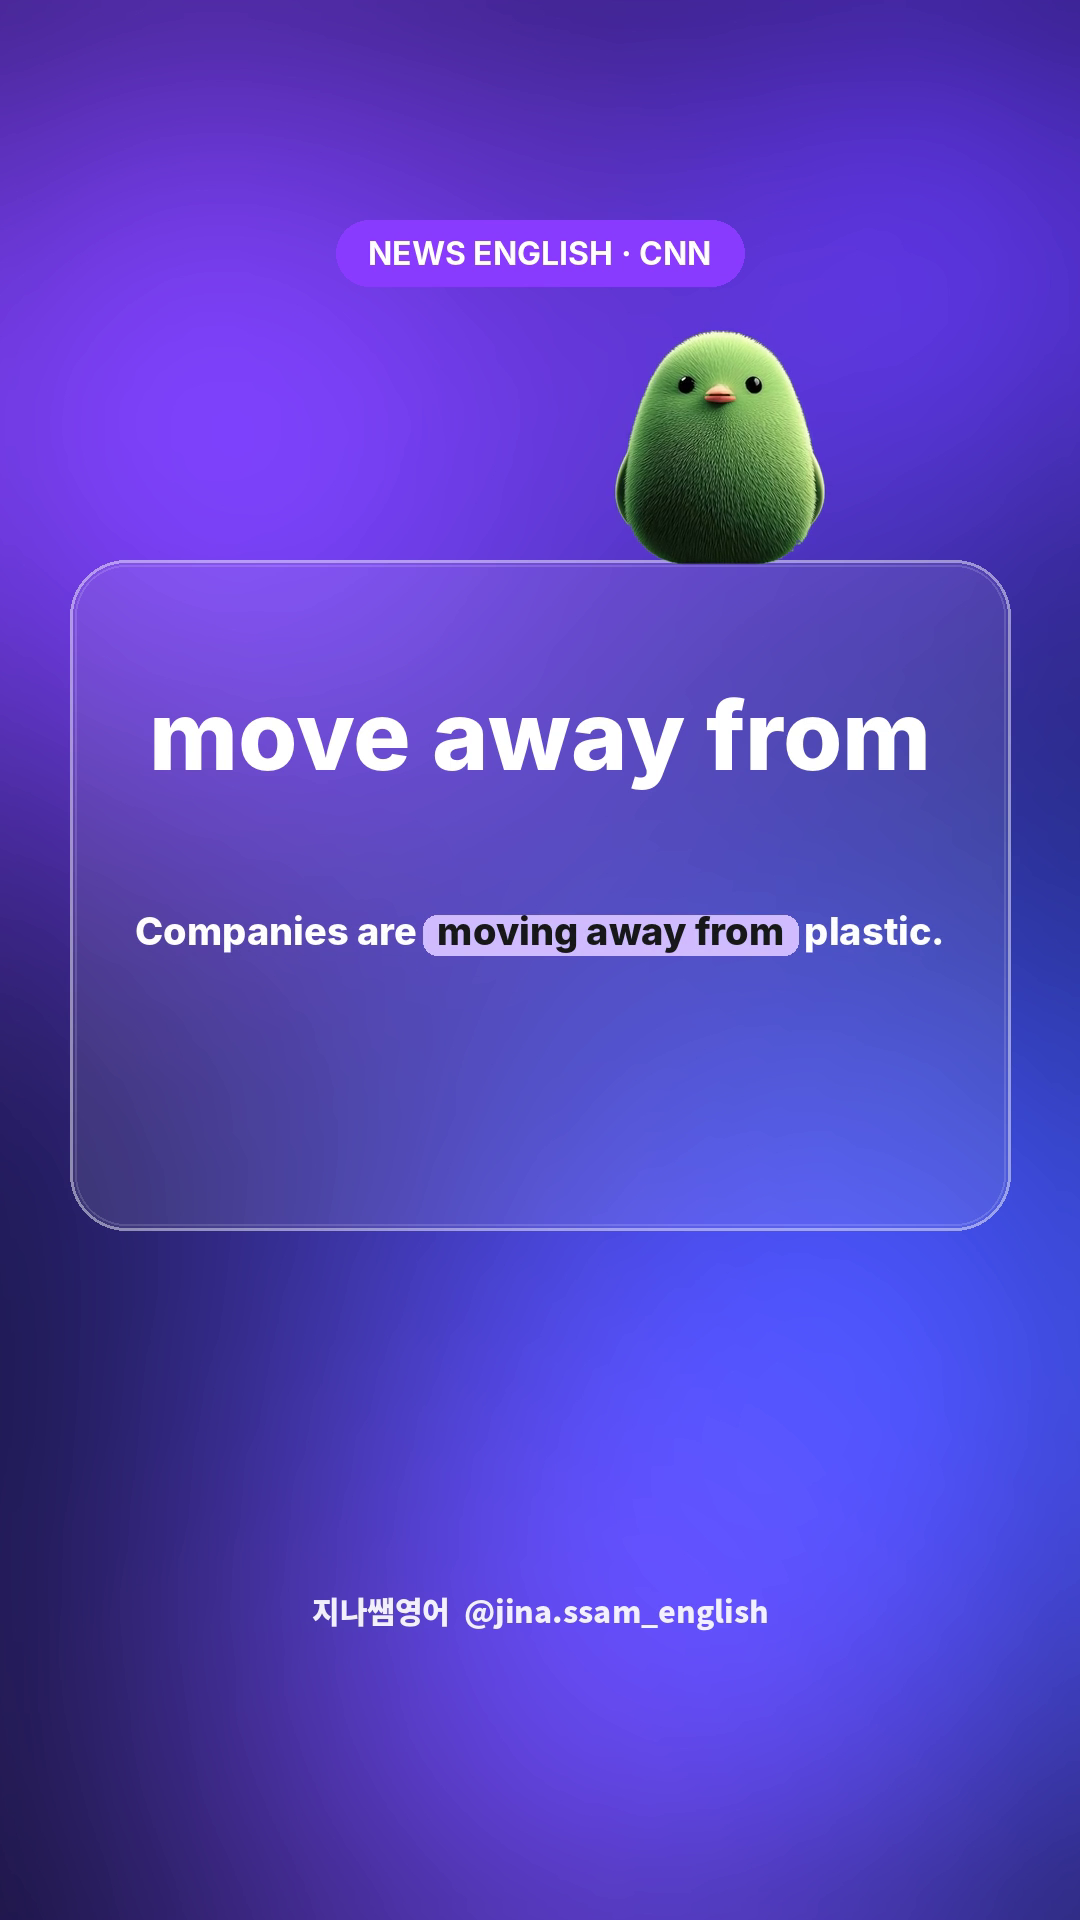 NEWS ENGLISH · CNN
move away from
Companies are moving away from plastic.
지나쌤영어 @jina.ssam_english